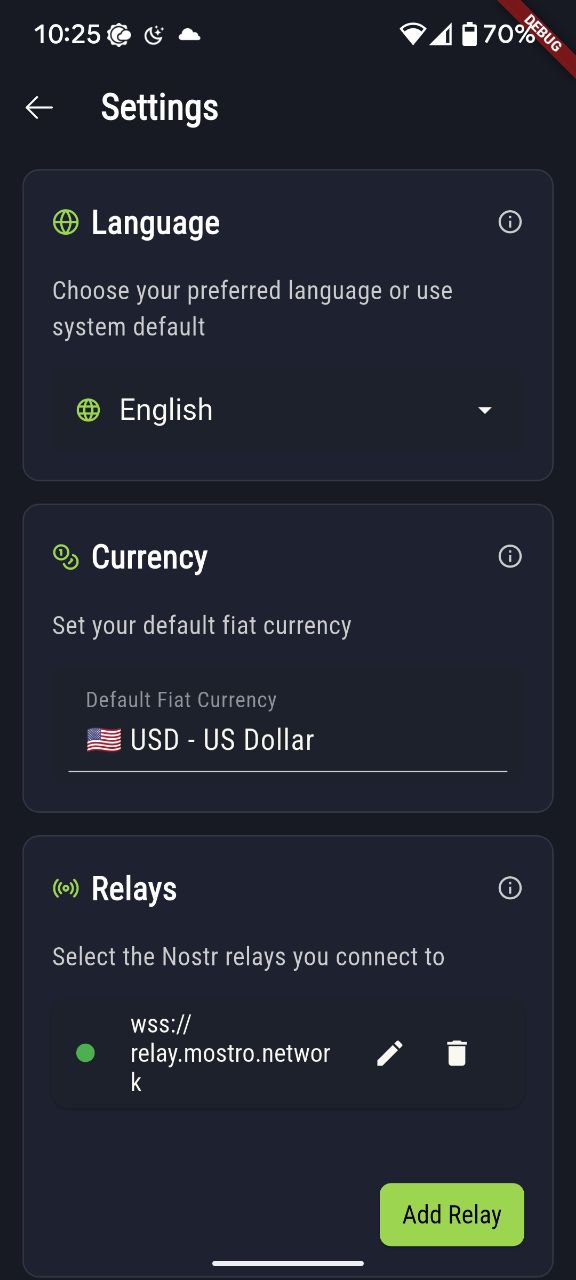 10:25
70%
DEBUG
Settings
Language
Choose your preferred language or use
system default
English
Currency
Set your default fiat currency
Default Fiat Currency
🇺🇸 USD - US Dollar
Relays
Select the Nostr relays you connect to
wss://
relay.mostro.networ
k
Add Relay